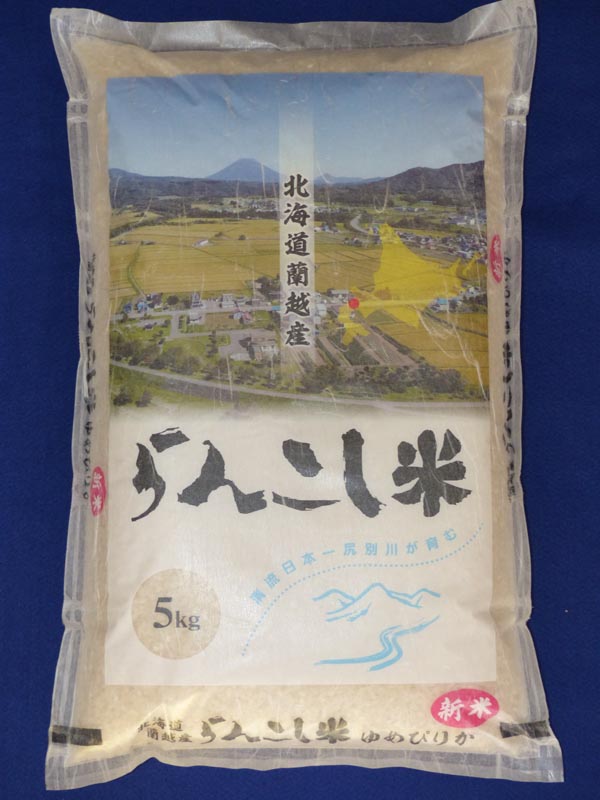 北海道蘭越産
らんこし米
清流日本一尻別川が育む
5kg
新米
北海道
蘭越産
らんこし米 ゆめぴりか
新米